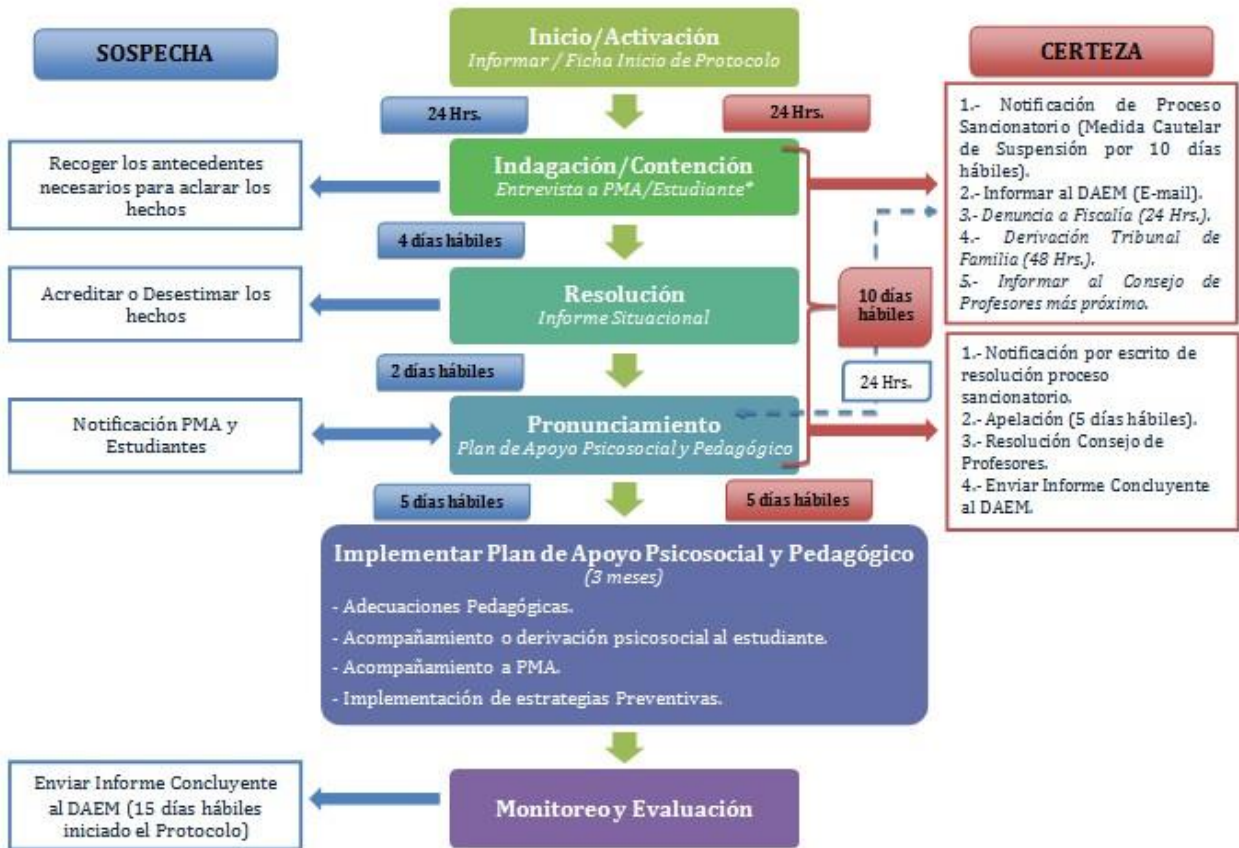 SOSPECHA
Inicio/Activación
Informar / Ficha Inicio de Protocolo
CERTEZA
24 Hrs.
24 Hrs.
Recoger los antecedentes
necesarios para aclarar los
hechos
Indagación/Contención
Entrevista a PMA/Estudiante*
1.- Notificación de Proceso
Sancionatorio (Medida Cautelar
de Suspensión por 10 días
hábiles).
2.- Informar al DAEM (E-mail).
3.- Denuncia a Fiscalía (24 Hrs.).
4.- Derivación Tribunal de
Familia (48 Hrs.).
5.- Informar al Consejo de
Profesores más próximo.
4 días hábiles
Acreditar o Desestimar los
hechos
Resolución
Informe Situacional
10 días
hábiles
2 días hábiles
24 Hrs.
Notificación PMA y
Estudiantes
Pronunciamiento
Plan de Apoyo Psicosocial y Pedagógico
1.- Notificación por escrito de
resolución proceso
sancionatorio.
2.- Apelación (5 días hábiles).
3.- Resolución Consejo de
Profesores.
4.- Enviar Informe Concluyente
al DAEM.
5 días hábiles
5 días hábiles
Implementar Plan de Apoyo Psicosocial y Pedagógico
(3 meses)
- Adecuaciones Pedagógicas.
- Acompañamiento o derivación psicosocial al estudiante.
- Acompañamiento a PMA.
- Implementación de estrategias Preventivas.
Enviar Informe Concluyente
al DAEM (15 días hábiles
iniciado el Protocolo)
Monitoreo y Evaluación